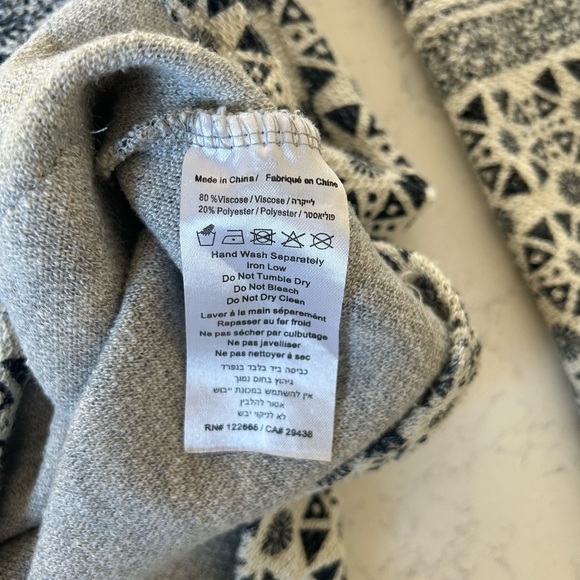 Made in China / Fabriqué en Chine
80 %Viscose / Viscose / לייקרה
20% Polyester / Polyester / פוליאסטר
Hand Wash Separately
Iron Low
Do Not Tumble Dry
Do Not Bleach
Do Not Dry Clean
Laver à la main séparement
Repasser au fer froid
Ne pas sécher par culbutage
Ne pas javelliser
Ne pas nettoyer à sec
כביסה ביד בלבד בנפרד
גיהוץ בחום נמוך
אין להשתמש במכונת ייבוש
אסור להלבין
לא לניקוי יבש
RN# 122665 / CA# 29438